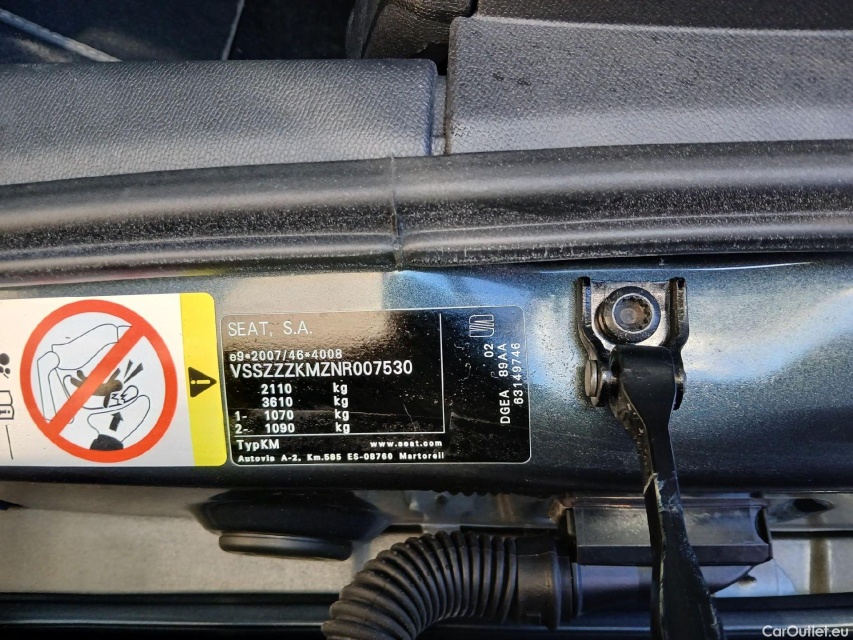 SEAT, S.A.
e9*2007/46*4008
VSSZZZKMZNR007530
2110 kg
3610 kg
1- 1070 kg
2- 1090 kg
TypKM www.seat.com
Autovia A-2, Km.585 ES-08760 Martorell
02
DGEA 89AA
63149746
CarOutlet.eu